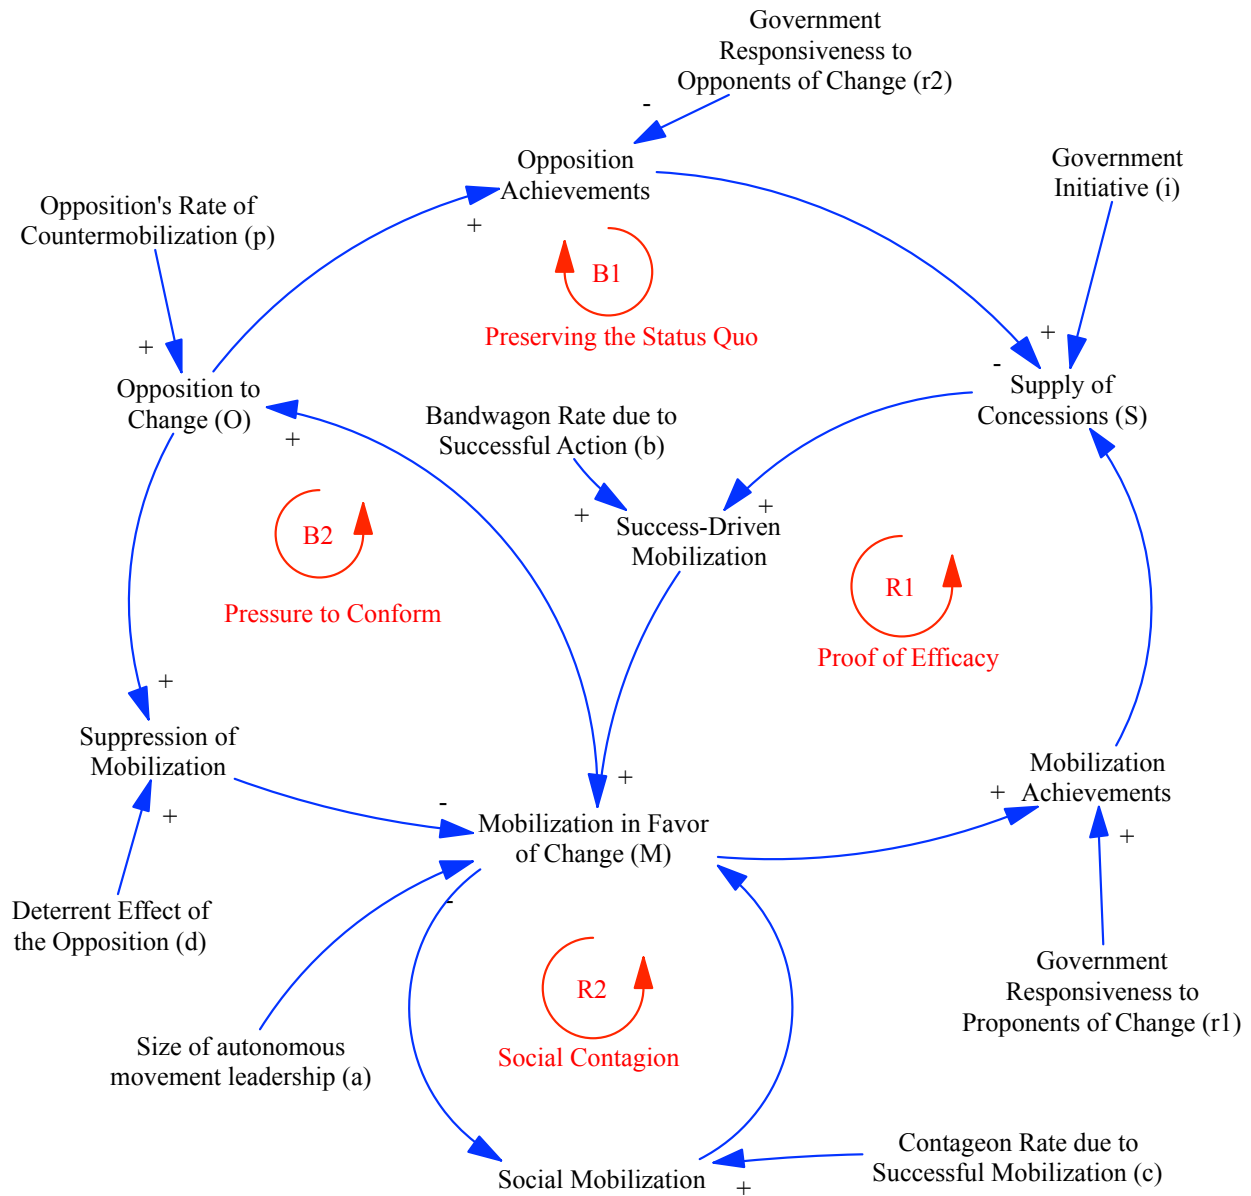 Government
Responsiveness to
Opponents of Change (r2)
-
Opposition
Achievements
+
Government
Initiative (i)
Opposition's Rate of
Countermobilization (p)
+
B1
Preserving the Status Quo
+
-
Opposition to
Change (O)
+
Supply of
Concessions (S)
Bandwagon Rate due to
Successful Action (b)
+
+
Success-Driven
Mobilization
B2
Pressure to Conform
R1
Proof of Efficacy
+
Suppression of
Mobilization
+
-
+
Mobilization in Favor
of Change (M)
-
Mobilization
Achievements
+
+
Deterrent Effect of
the Opposition (d)
R2
Social Contagion
Government
Responsiveness to
Proponents of Change (r1)
Size of autonomous
movement leadership (a)
Social Mobilization
+
Contageon Rate due to
Successful Mobilization (c)